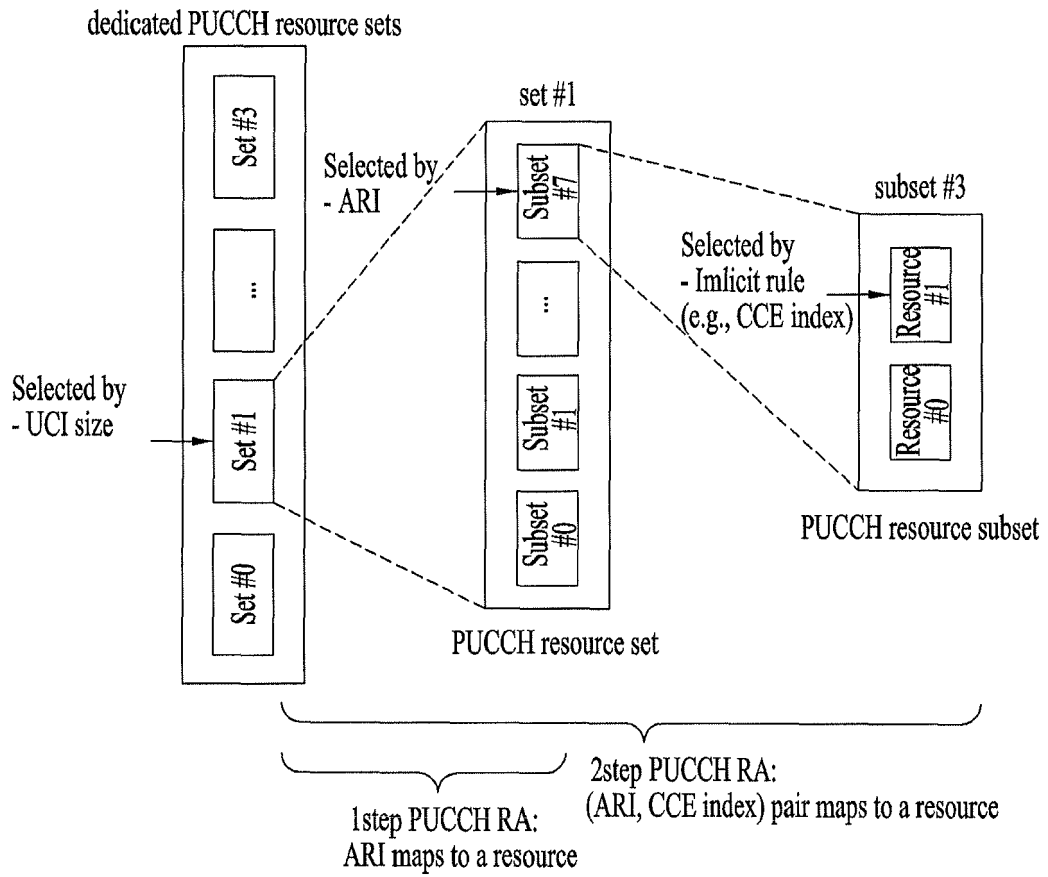 dedicated PUCCH resource sets
Set #3
...
Selected by
- UCI size
Set #1
Set #0
set #1
Selected by
- ARI
Subset
#7
...
Subset
#1
Subset
#0
PUCCH resource set
subset #3
Selected by
- Imlicit rule
(e.g., CCE index)
Resource
#1
Resource
#0
PUCCH resource subset
1step PUCCH RA:
ARI maps to a resource
2step PUCCH RA:
(ARI, CCE index) pair maps to a resource